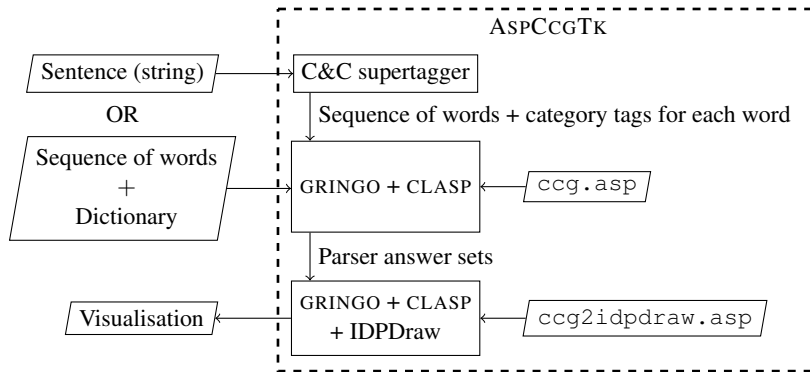 ASPCCGTK
Sentence (string)
C&C supertagger
OR
Sequence of words + category tags for each word
Sequence of words
+
Dictionary
GRINGO + CLASP
ccg.asp
Parser answer sets
Visualisation
GRINGO + CLASP
+ IDPDraw
ccg2idpdraw.asp